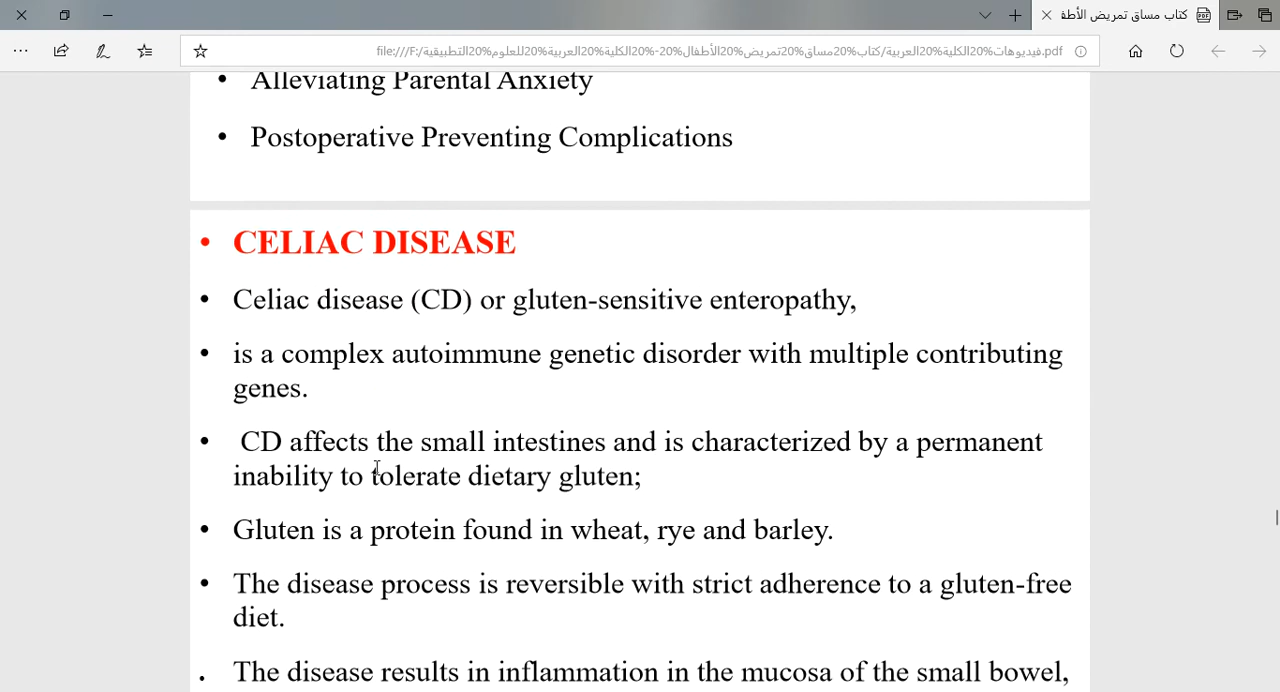 كتاب مساق تمريض الأطف
file:///F:/فيديوهات%20الكلية%20العربية/كتاب%20مساق%20تمريض%20الأطفال%20-%20الكلية%20العربية%20للعلوم%20التطبيقية.pdf
• Alleviating Parental Anxiety
• Postoperative Preventing Complications
• CELIAC DISEASE
• Celiac disease (CD) or gluten-sensitive enteropathy,
• is a complex autoimmune genetic disorder with multiple contributing
genes.
• CD affects the small intestines and is characterized by a permanent
inability to tolerate dietary gluten;
• Gluten is a protein found in wheat, rye and barley.
• The disease process is reversible with strict adherence to a gluten-free
diet.
• The disease results in inflammation in the mucosa of the small bowel,